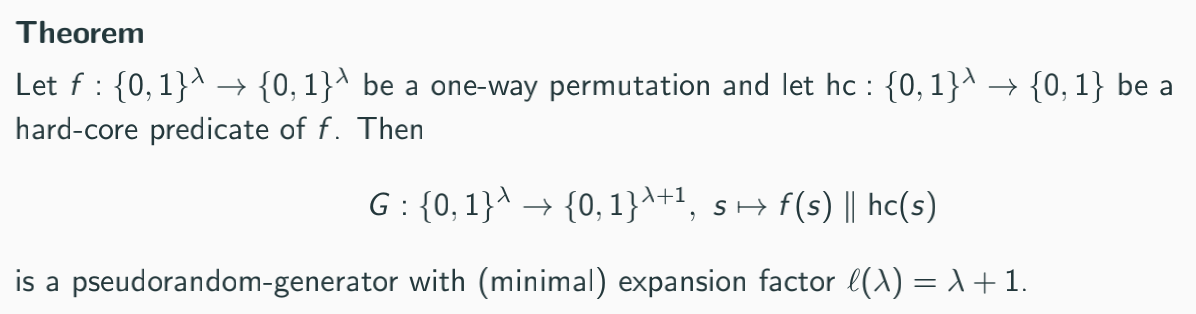 Theorem
Let f : {0, 1}^λ → {0, 1}^λ be a one-way permutation and let hc : {0, 1}^λ → {0, 1} be a
hard-core predicate of f. Then
G : {0, 1}^λ → {0, 1}^{λ+1}, s ↦ f(s) ∥ hc(s)
is a pseudorandom-generator with (minimal) expansion factor ℓ(λ) = λ + 1.